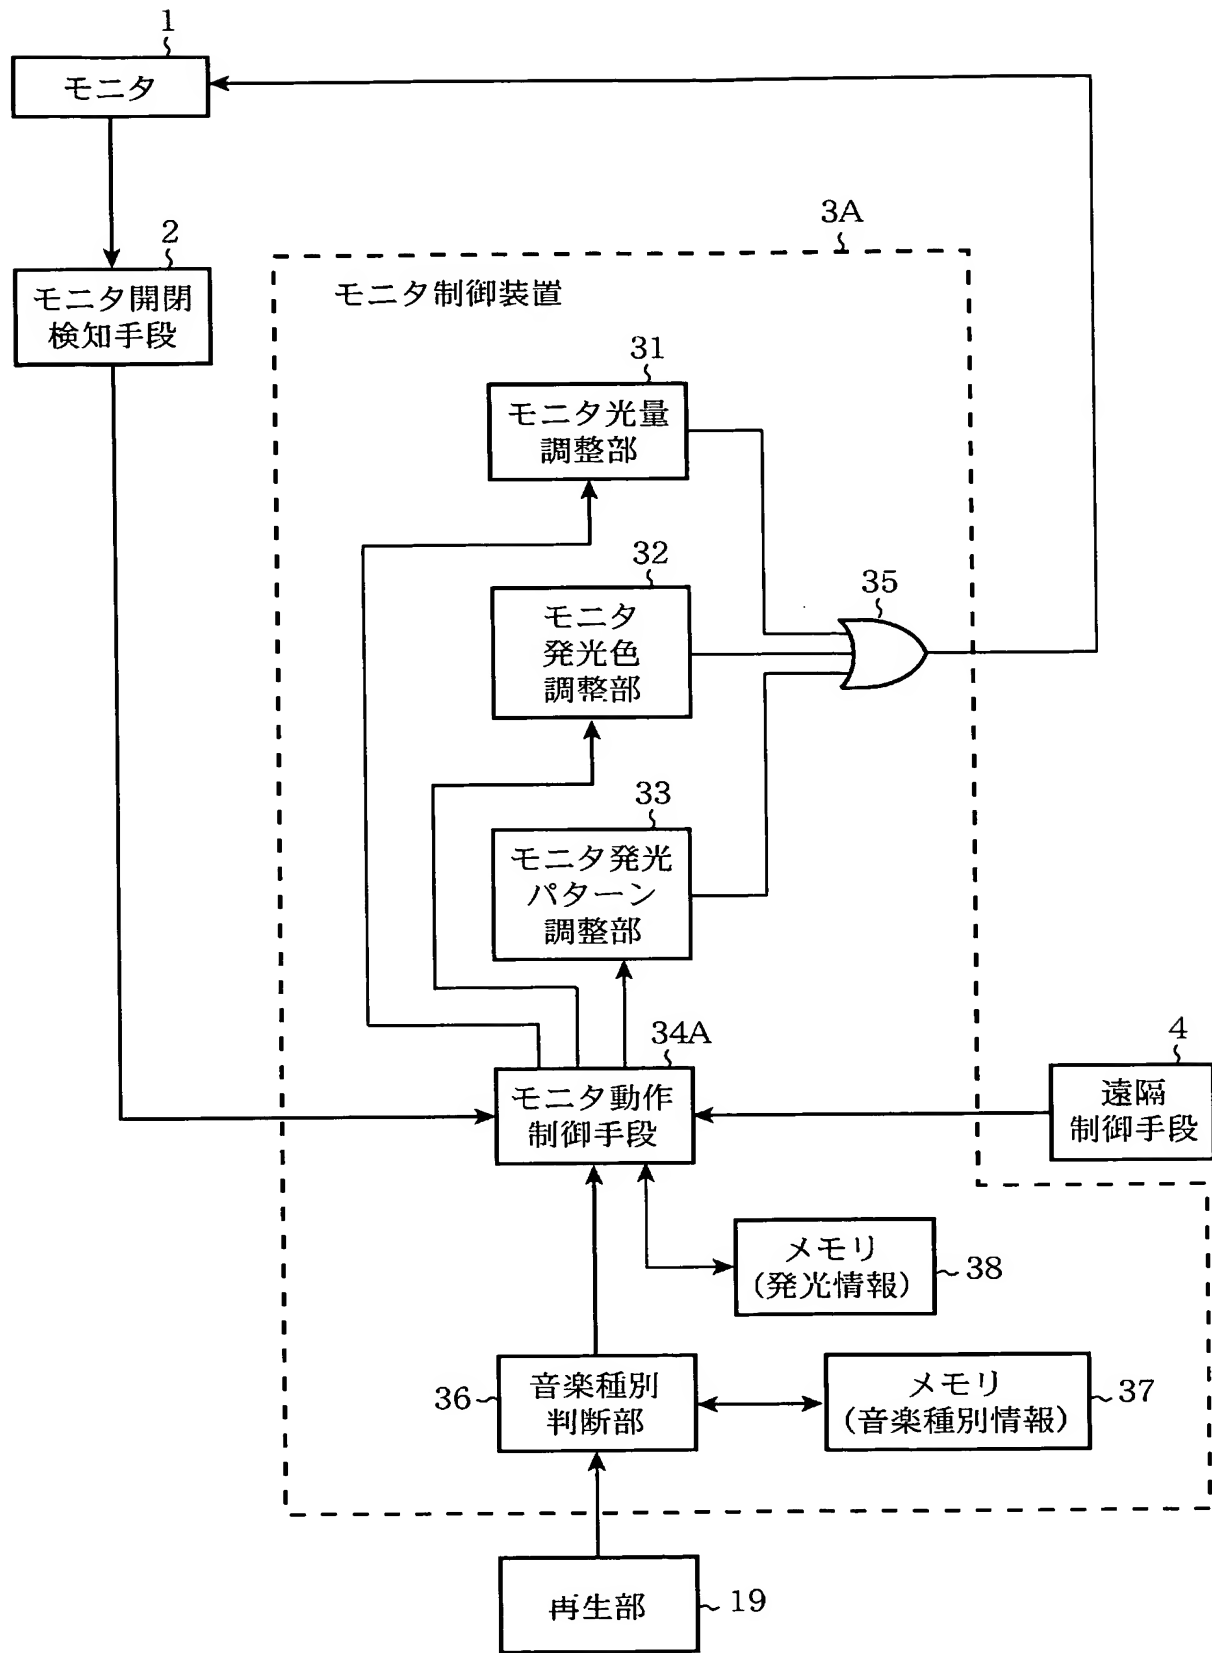 1
モニタ
2
モニタ開閉
検知手段
3A
モニタ制御装置
31
モニタ光量
調整部
32
モニタ
発光色
調整部
35
33
モニタ発光
パターン
調整部
34A
モニタ動作
制御手段
4
遠隔
制御手段
メモリ
(発光情報)
38
36
音楽種別
判断部
メモリ
(音楽種別情報)
37
再生部
19